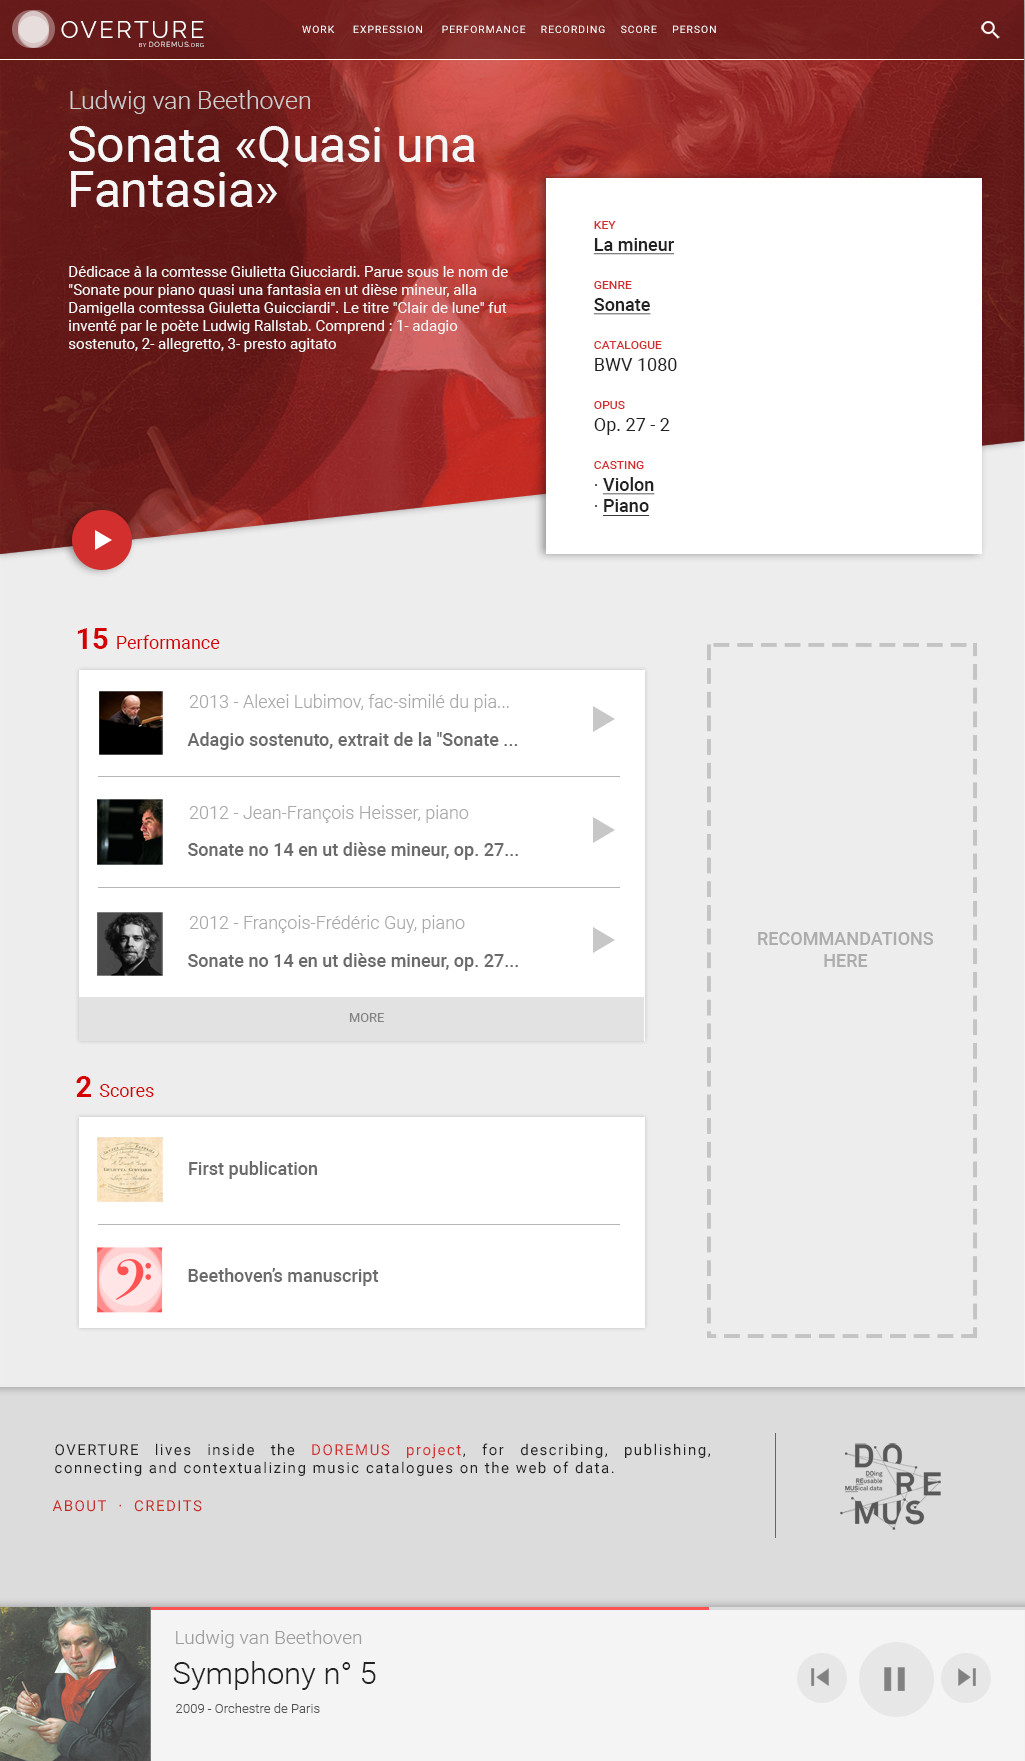 OVERTURE
BY DOREMUS.ORG
WORK EXPRESSION PERFORMANCE RECORDING SCORE PERSON
Ludwig van Beethoven
Sonata «Quasi una
Fantasia»
Dédicace à la comtesse Giulietta Giucciardi. Parue sous le nom de
"Sonate pour piano quasi una fantasia en ut dièse mineur, alla
Damigella comtessa Giuletta Guicciardi". Le titre "Clair de lune" fut
inventé par le poète Ludwig Rallstab. Comprend : 1- adagio
sostenuto, 2- allegretto, 3- presto agitato
KEY
La mineur
GENRE
Sonate
CATALOGUE
BWV 1080
OPUS
Op. 27 - 2
CASTING
· Violon
· Piano
15 Performance
2013 - Alexei Lubimov, fac-similé du pia...
Adagio sostenuto, extrait de la "Sonate ...
2012 - Jean-François Heisser, piano
Sonate no 14 en ut dièse mineur, op. 27...
2012 - François-Frédéric Guy, piano
Sonate no 14 en ut dièse mineur, op. 27...
MORE
RECOMMANDATIONS
HERE
2 Scores
First publication
Beethoven's manuscript
OVERTURE lives inside the DOREMUS project, for describing, publishing,
connecting and contextualizing music catalogues on the web of data.
ABOUT · CREDITS
DO
RE
MUS
DOing
REusable
MUSical data
Ludwig van Beethoven
Symphony n° 5
2009 - Orchestre de Paris